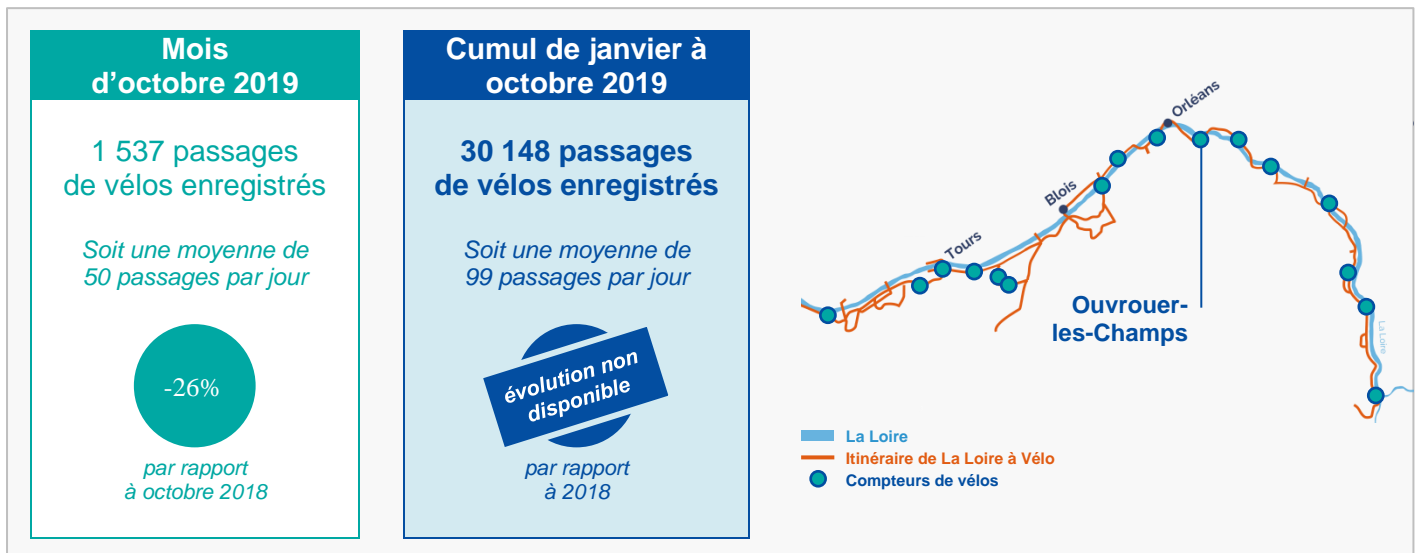 Mois
d'octobre 2019
1 537 passages
de vélos enregistrés
Soit une moyenne de
50 passages par jour
-26%
par rapport
à octobre 2018
Cumul de janvier à
octobre 2019
30 148 passages
de vélos enregistrés
Soit une moyenne de
99 passages par jour
évolution non
disponible
par rapport
à 2018
Orléans
Blois
Tours
Ouvrouer-
les-Champs
La Loire
La Loire
Itinéraire de La Loire à Vélo
Compteurs de vélos